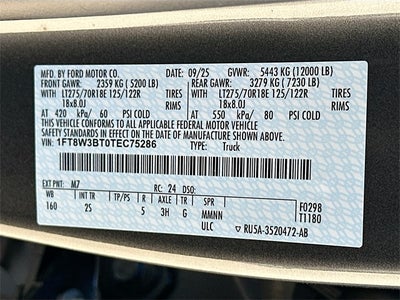 MFD. BY FORD MOTOR CO. 09/25 GVWR: 5443 KG (12000 LB)
FRONT GAWR: 2359 KG ( 5200 LB) REAR GAWR: 3279 KG ( 7230 LB)
WITH LT275/70R18E 125/122R TIRES WITH LT275/70R18E 125/122R TIRES
18x8.0J RIMS 18x8.0J RIMS
AT 420 kPa/ 60 PSI COLD AT 550 kPa/ 80 PSI COLD
THIS VEHICLE CONFORMS TO ALL APPLICABLE FEDERAL MOTOR VEHICLE
SAFETY STANDARDS IN EFFECT ON THE DATE OF MANUFACTURE SHOWN ABOVE.
VIN: 1FT8W3BT0TEC75286 TYPE: Truck
EXT PNT: M7 RC: 24 DSO:
WB INT TR TP/PS R AXLE TR S F0298
160 25 5 3H G MMNN T1180
ULC RU5A-3520472-AB